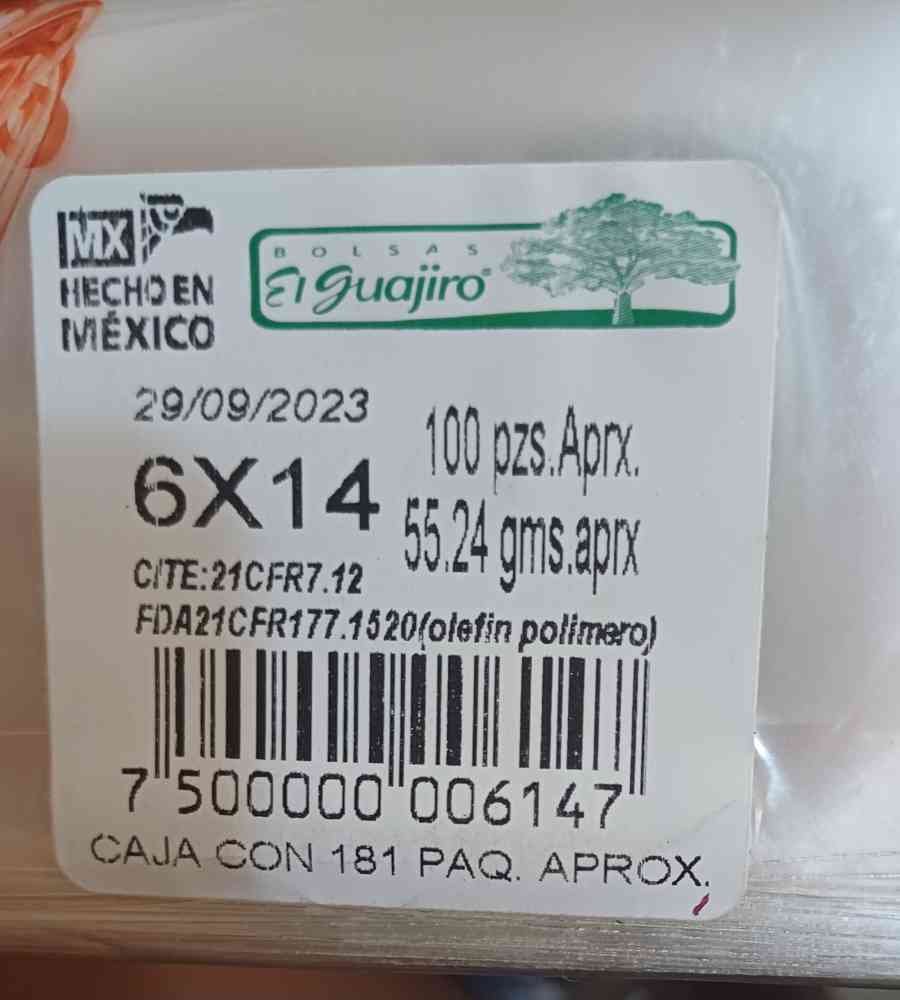 MX
HECHO EN
MÉXICO
BOLSAS
El Guajiro®
29/09/2023
6X14
100 pzs.Aprx.
55.24 gms.aprx
CITE:21CFR7.12
FDA21CFR177.1520(olefin polimero)
7 500000 006147
CAJA CON 181 PAQ. APROX.